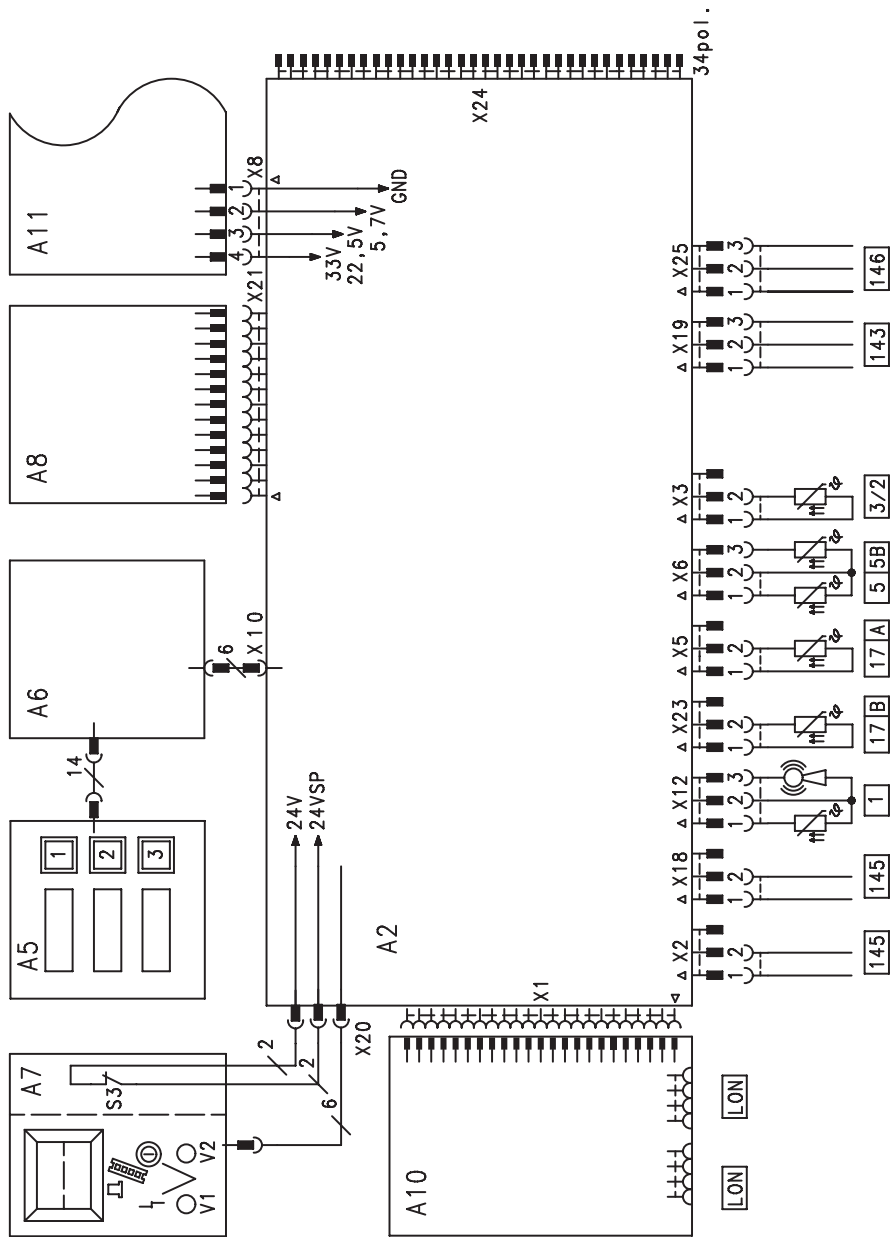 A11
4 3 2 1 X8
33V
22,5V
5,7V
GND
A8
X21
A6
6
X10
14
A5
1
2
3
A7
S3
V1 V2
2
2
6
X20
24V
24VSP
A2
X24
34pol.
A10
X1
LON
LON
X2
1 2
145
X18
1 2
145
X12
1 2 3
1
X23
1 2
17 B
X5
1 2
17 A
X6
1 2 3
5 5B
X3
1 2
3/2
X19
1 2 3
143
X25
1 2 3
146